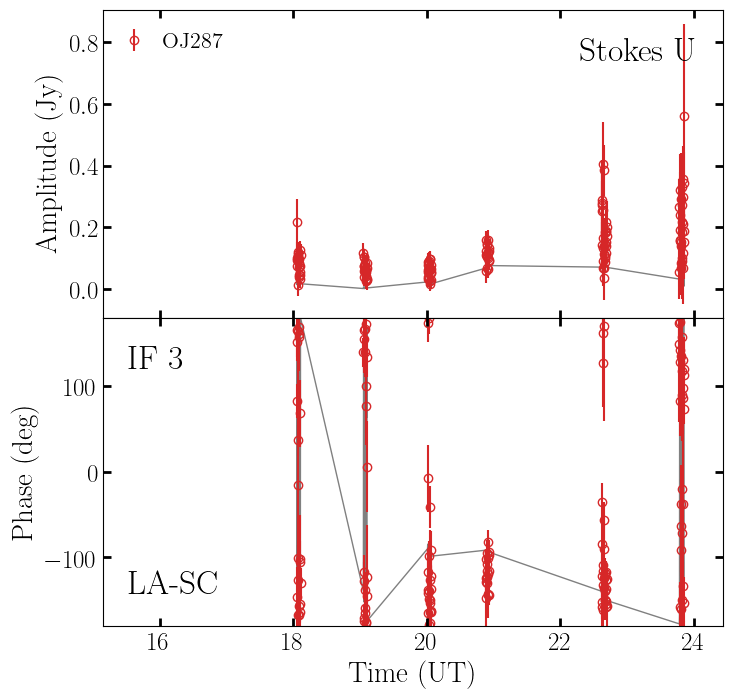 OJ287
Stokes U
Amplitude (Jy)
0.8
0.6
0.4
0.2
0.0
IF 3
LA-SC
Phase (deg)
100
0
−100
16 18 20 22 24
Time (UT)